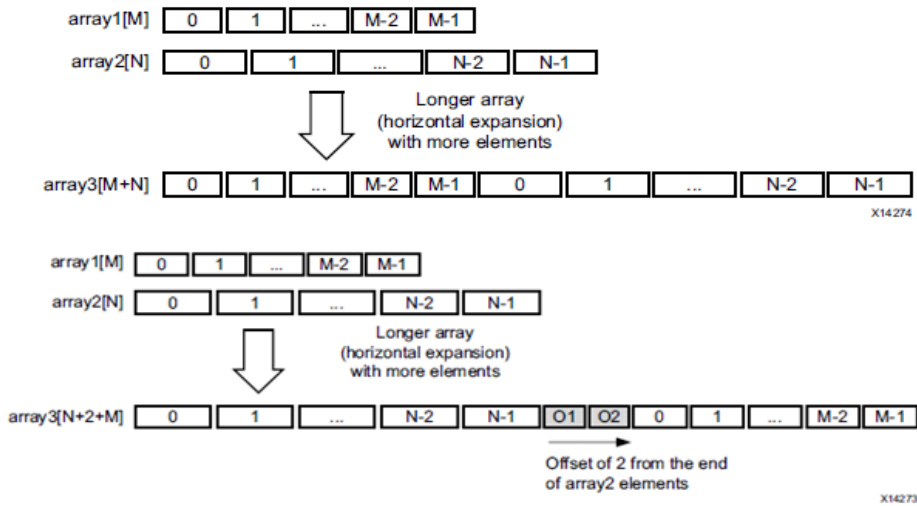 array1[M] 0 1 ... M-2 M-1
array2[N] 0 1 ... N-2 N-1
Longer array
(horizontal expansion)
with more elements
array3[M+N] 0 1 ... M-2 M-1 0 1 ... N-2 N-1
X14274
array1[M] 0 1 ... M-2 M-1
array2[N] 0 1 ... N-2 N-1
Longer array
(horizontal expansion)
with more elements
array3[N+2+M] 0 1 ... N-2 N-1 O1 O2 0 1 ... M-2 M-1
Offset of 2 from the end
of array2 elements
X14273